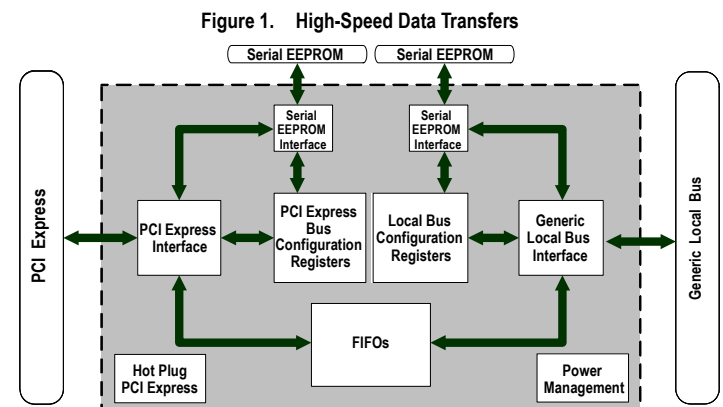 Figure 1. High-Speed Data Transfers
Serial EEPROM
Serial EEPROM
Serial
EEPROM
Interface
Serial
EEPROM
Interface
PCI Express
PCI Express
Interface
PCI Express
Bus
Configuration
Registers
Local Bus
Configuration
Registers
Generic
Local Bus
Interface
Generic Local Bus
FIFOs
Hot Plug
PCI Express
Power
Management